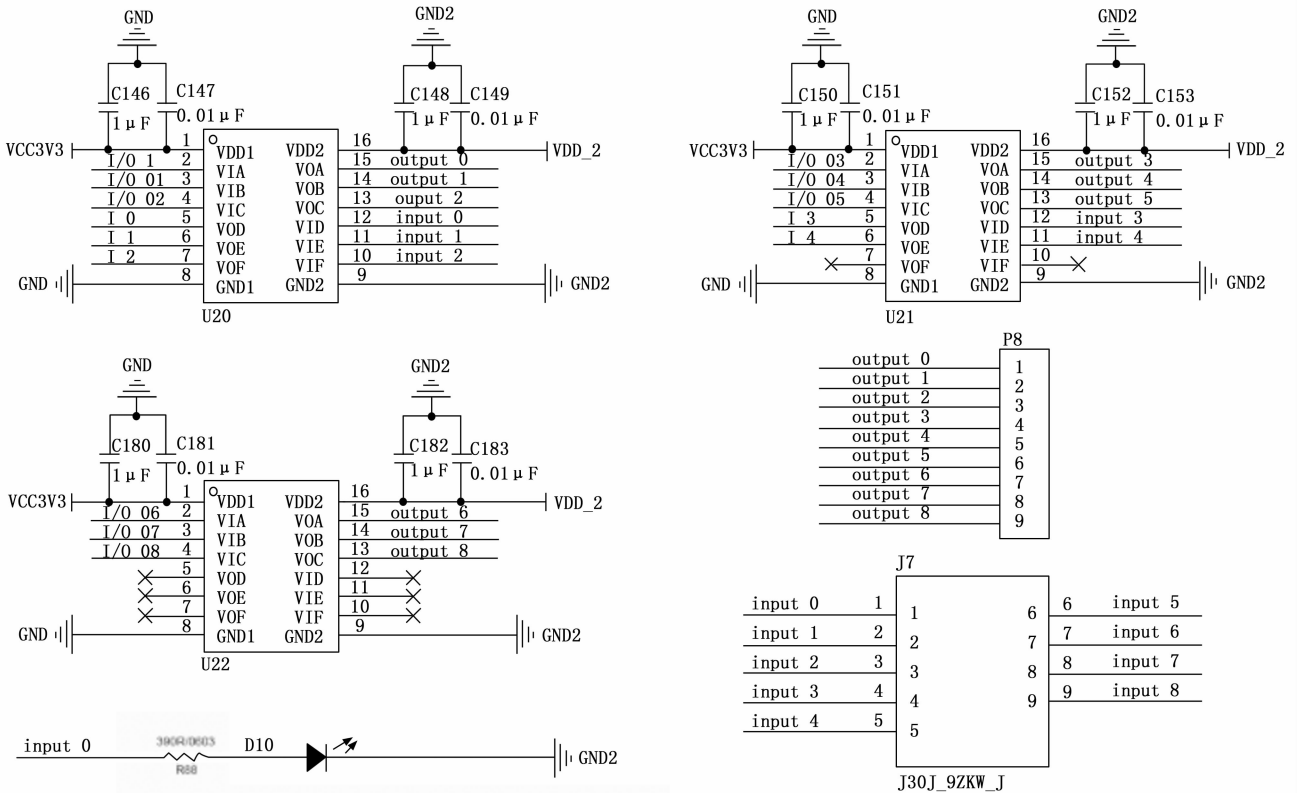 GND
GND2
C146
C147
1μF
0.01μF
C148
C149
1μF
0.01μF
VCC3V3
VDD_2
1 VDD1 VDD2 16
I/O 1 2 VIA VOA 15 output 0
I/O 01 3 VIB VOB 14 output 1
I/O 02 4 VIC VOC 13 ouput 2
I 0 5 VOD VID 12 input 0
I 1 6 VOE VIE 11 input 1
I 2 7 VOF VIF 10 input 2
GND 8 GND1 GND2 9 GND2
U20
GND
GND2
C150
C151
1μF
0.01μF
C152
C153
1μF
0.01μF
VCC3V3
VDD_2
1 VDD1 VDD2 16
I/O 03 2 VIA VOA 15 output 3
I/O 04 3 VIB VOB 14 output 4
I/O 05 4 VIC VOC 13 output 5
I 3 5 VOD VID 12 input 3
I 4 6 VOE VIE 11 input 4
7 VOF VIF 10
GND 8 GND1 GND2 9 GND2
U21
GND
GND2
C180
C181
1μF
0.01μF
C182
C183
1μF
0.01μF
VCC3V3
VDD_2
1 VDD1 VDD2 16
I/O 06 2 VIA VOA 15 output 6
I/O 07 3 VIB VOB 14 output 7
I/O 08 4 VIC VOC 13 output 8
5 VOD VID 12
6 VOE VIE 11
7 VOF VIF 10
GND 8 GND1 GND2 9 GND2
U22
P8
output 0 1
output 1 2
output 2 3
output 3 4
output 4 5
output 5 6
output 6 7
output 7 8
output 8 9
J7
input 0 1 1 6 6 input 5
input 1 2 2 7 7 input 6
input 2 3 3 8 8 input 7
input 3 4 4 9 9 input 8
input 4 5 5
J30J_9ZKW_J
input 0
390R/0603
R88
D10
GND2